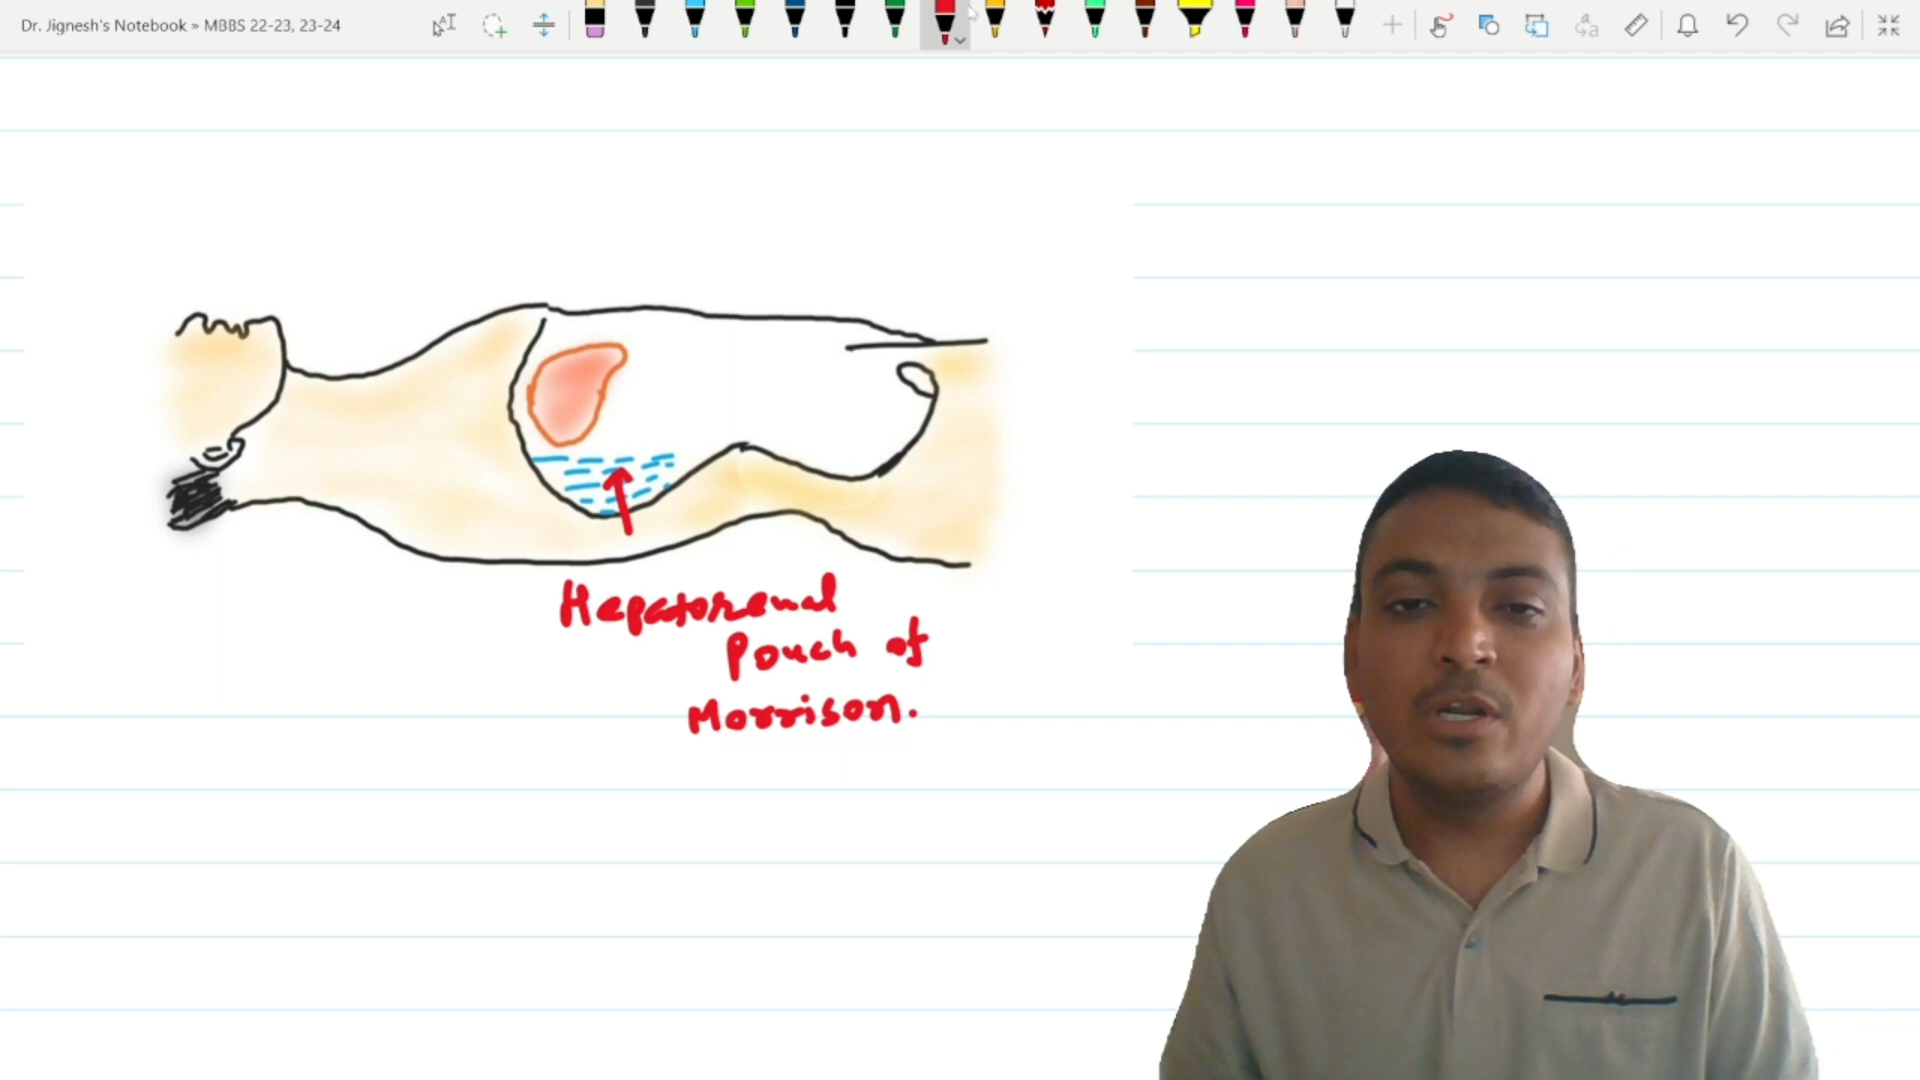 Dr. Jignesh's Notebook » MBBS 22-23, 23-24
Hepatorenal
Pouch of
Morrison.